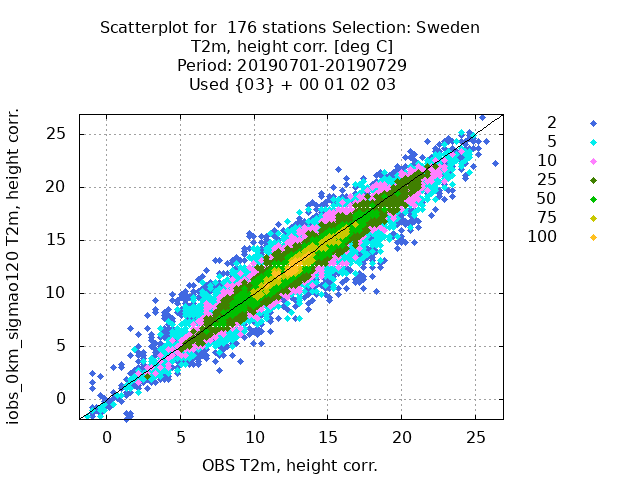 Scatterplot for  176 stations Selection: Sweden
T2m, height corr. [deg C]
Period: 20190701-20190729
Used {03} + 00 01 02 03
iobs_0km_sigmao120 T2m, height corr.
25
20
15
10
5
0
0 5 10 15 20 25
OBS T2m, height corr.
2
5
10
25
50
75
100